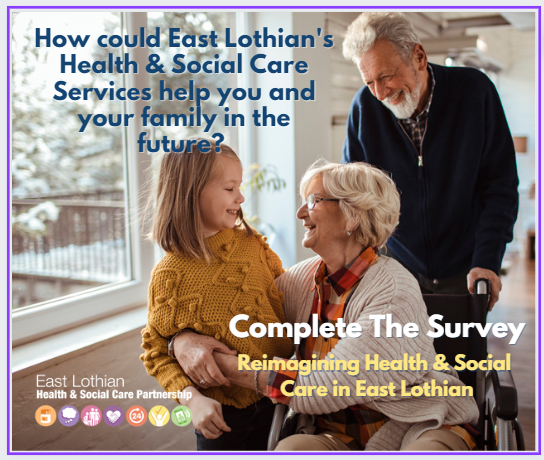 How could East Lothian's
Health & Social Care
Services help you and
your family in the
future?
Complete The Survey
Reimagining Health & Social
Care in East Lothian
East Lothian
Health & Social Care Partnership
24